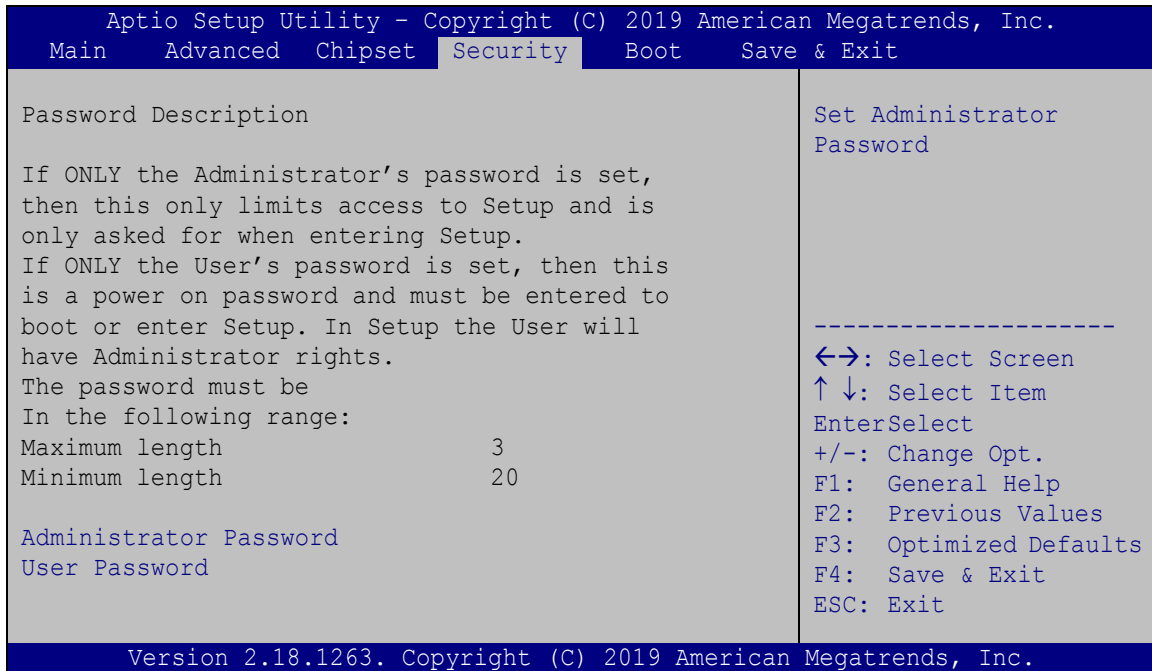 Aptio Setup Utility – Copyright (C) 2019 American Megatrends, Inc.
Main Advanced Chipset Security Boot Save & Exit
Password Description
If ONLY the Administrator’s password is set,
then this only limits access to Setup and is
only asked for when entering Setup.
If ONLY the User’s password is set, then this
is a power on password and must be entered to
boot or enter Setup. In Setup the User will
have Administrator rights.
The password must be
In the following range:
Maximum length 3
Minimum length 20
Administrator Password
User Password
Set Administrator
Password
----------------------
←→: Select Screen
↑ ↓: Select Item
EnterSelect
+/-: Change Opt.
F1: General Help
F2: Previous Values
F3: Optimized Defaults
F4: Save & Exit
ESC: Exit
Version 2.18.1263. Copyright (C) 2019 American Megatrends, Inc.